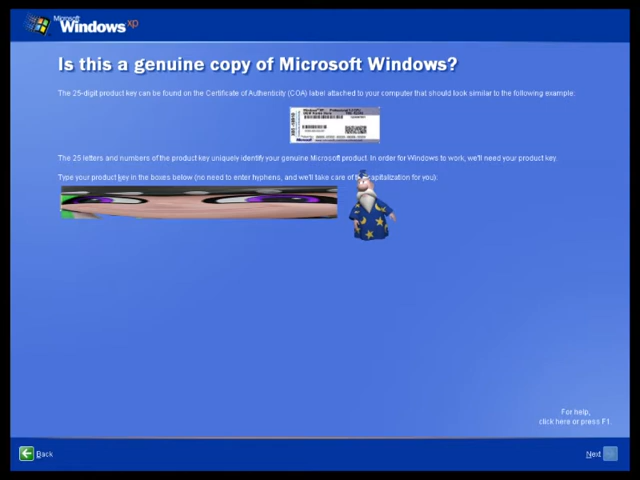 Microsoft
Windows xp
Is this a genuine copy of Microsoft Windows?
The 25-digit product key can be found on the Certificate of Authenticity (COA) label attached to your computer that should look similar to the following example:
The 25 letters and numbers of the product key uniquely identify your genuine Microsoft product. In order for Windows to work, we'll need your product key.
Type your product key in the boxes below (no need to enter hyphens, and we'll take care of capitalization for you):
For help,
click here or press F1.
Back
Next